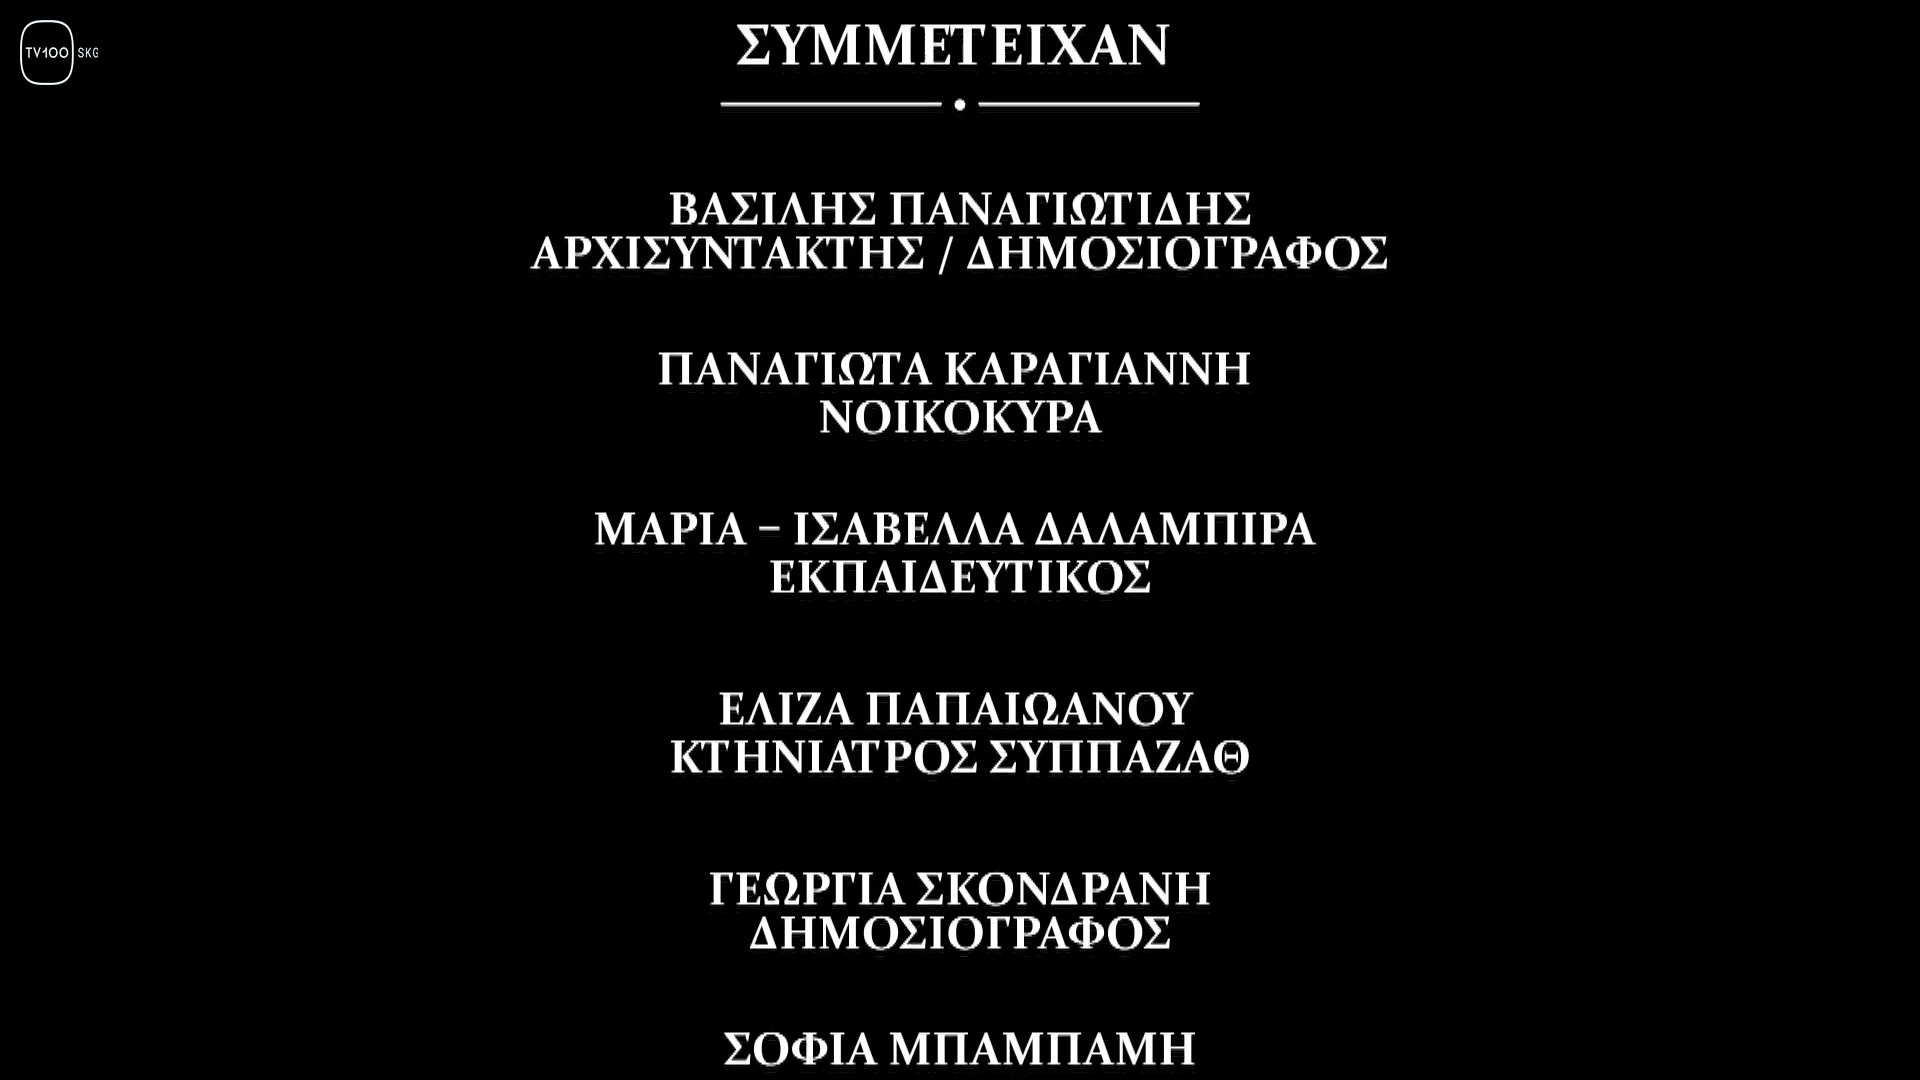 TV100 SKG
ΣΥΜΜΕΤΕΙΧΑΝ
ΒΑΣΙΛΗΣ ΠΑΝΑΓΙΩΤΙΔΗΣ
ΑΡΧΙΣΥΝΤΑΚΤΗΣ / ΔΗΜΟΣΙΟΓΡΑΦΟΣ
ΠΑΝΑΓΙΩΤΑ ΚΑΡΑΓΙΑΝΝΗ
ΝΟΙΚΟΚΥΡΑ
ΜΑΡΙΑ – ΙΣΑΒΕΛΛΑ ΔΑΛΑΜΠΙΡΑ
ΕΚΠΑΙΔΕΥΤΙΚΟΣ
ΕΛΙΖΑ ΠΑΠΑΙΩΑΝΟΥ
ΚΤΗΝΙΑΤΡΟΣ ΣΥΠΠΑΖΑΘ
ΓΕΩΡΓΙΑ ΣΚΟΝΔΡΑΝΗ
ΔΗΜΟΣΙΟΓΡΑΦΟΣ
ΣΟΦΙΑ ΜΠΑΜΠΑΜΗ